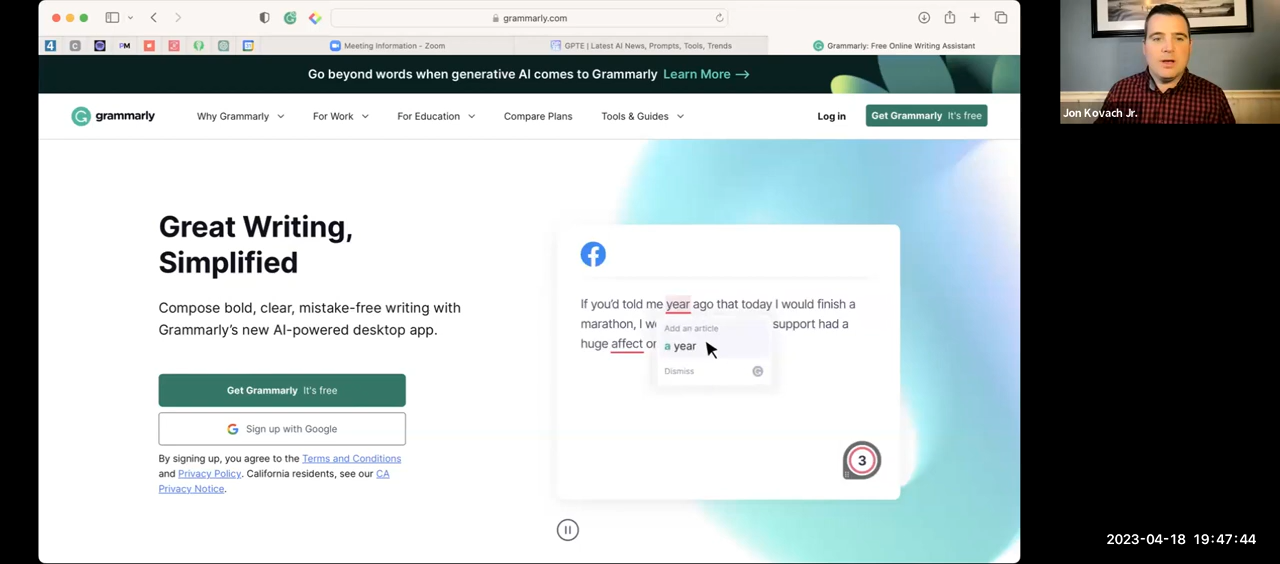 grammarly.com
Meeting Information - Zoom
GPTE | Latest AI News, Prompts, Tools, Trends
Grammarly: Free Online Writing Assistant
Go beyond words when generative AI comes to Grammarly Learn More →
grammarly
Why Grammarly
For Work
For Education
Compare Plans
Tools & Guides
Log in
Get Grammarly It's free
Great Writing,
Simplified
Compose bold, clear, mistake-free writing with
Grammarly's new AI-powered desktop app.
Get Grammarly It's free
Sign up with Google
By signing up, you agree to the Terms and Conditions
and Privacy Policy. California residents, see our CA
Privacy Notice.
If you'd told me year ago that today I would finish a
marathon, I support had a
huge affect
Add an article
a year
Dismiss
3
Jon Kovach Jr.
2023-04-18 19:47:44